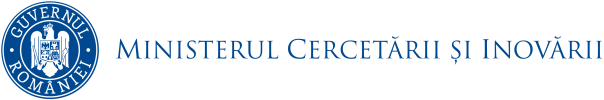 GUVERNUL ROMÂNIEI
MINISTERUL CERCETĂRII ȘI INOVĂRII